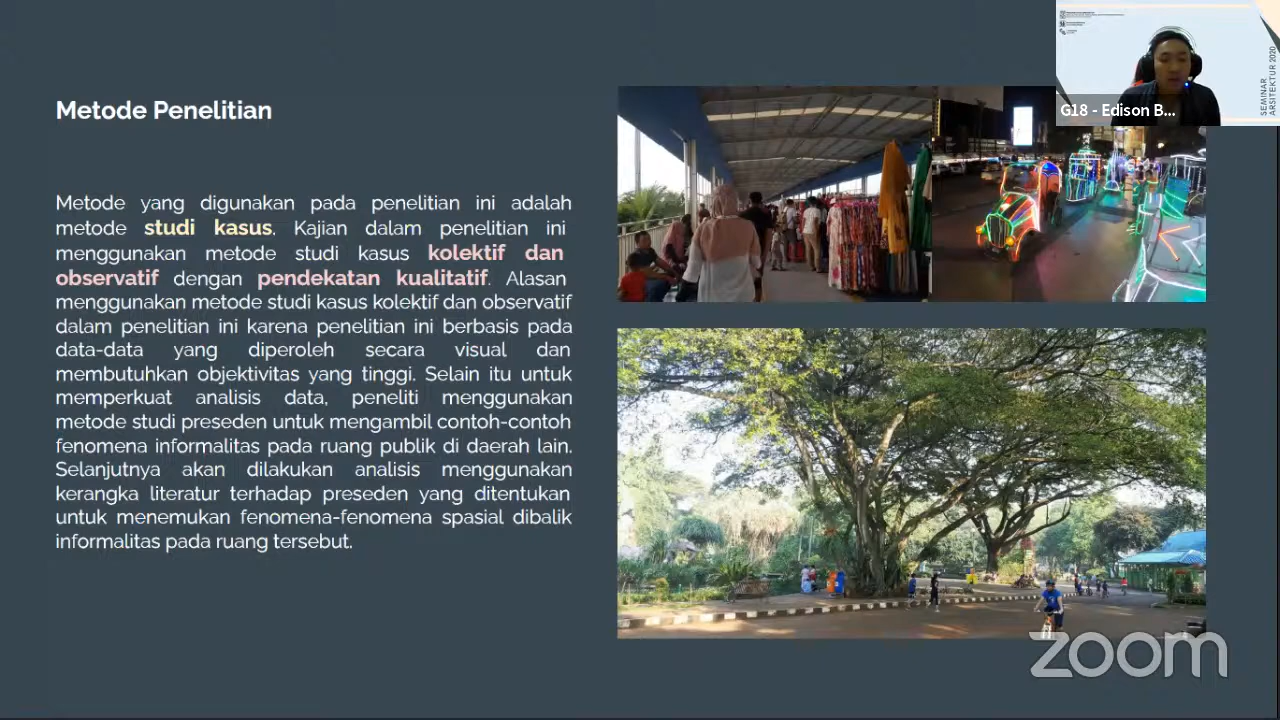 Metode Penelitian
Metode yang digunakan pada penelitian ini adalah
metode studi kasus. Kajian dalam penelitian ini
menggunakan metode studi kasus kolektif dan
observatif dengan pendekatan kualitatif. Alasan
menggunakan metode studi kasus kolektif dan observatif
dalam penelitian ini karena penelitian ini berbasis pada
data-data yang diperoleh secara visual dan
membutuhkan objektivitas yang tinggi. Selain itu untuk
memperkuat analisis data, peneliti menggunakan
metode studi preseden untuk mengambil contoh-contoh
fenomena informalitas pada ruang publik di daerah lain.
Selanjutnya akan dilakukan analisis menggunakan
kerangka literatur terhadap preseden yang ditentukan
untuk menemukan fenomena-fenomena spasial dibalik
informalitas pada ruang tersebut.
SEMINAR
ARSITEKTUR 2020
G18 - Edison B...
zoom